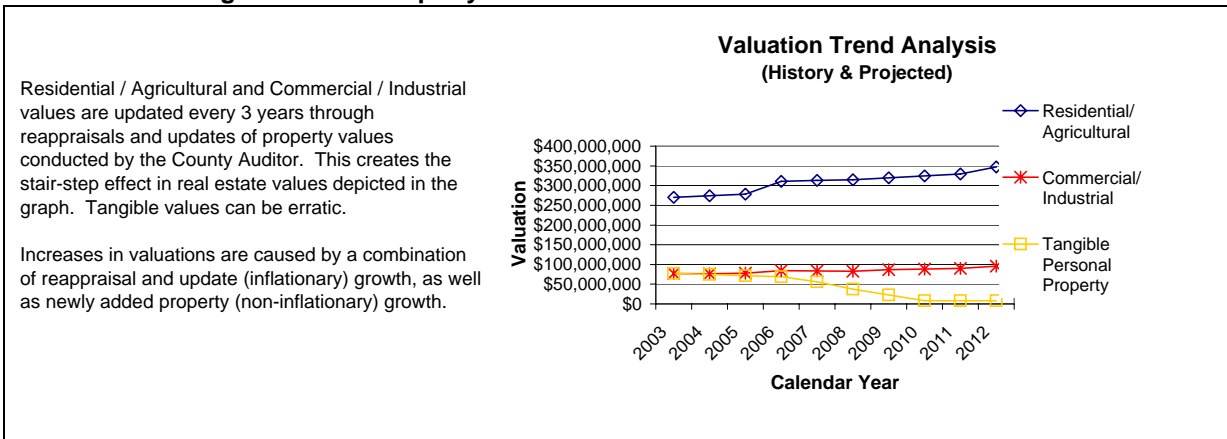 Residential / Agricultural and Commercial / Industrial
values are updated every 3 years through
reappraisals and updates of property values
conducted by the County Auditor. This creates the
stair-step effect in real estate values depicted in the
graph. Tangible values can be erratic.
Increases in valuations are caused by a combination
of reappraisal and update (inflationary) growth, as well
as newly added property (non-inflationary) growth.
Valuation Trend Analysis
(History & Projected)
Valuation
$400,000,000
$350,000,000
$300,000,000
$250,000,000
$200,000,000
$150,000,000
$100,000,000
$50,000,000
$0
2003
2004
2005
2006
2007
2008
2009
2010
2011
2012
Calendar Year
Residential/
Agricultural
Commercial/
Industrial
Tangible
Personal
Property